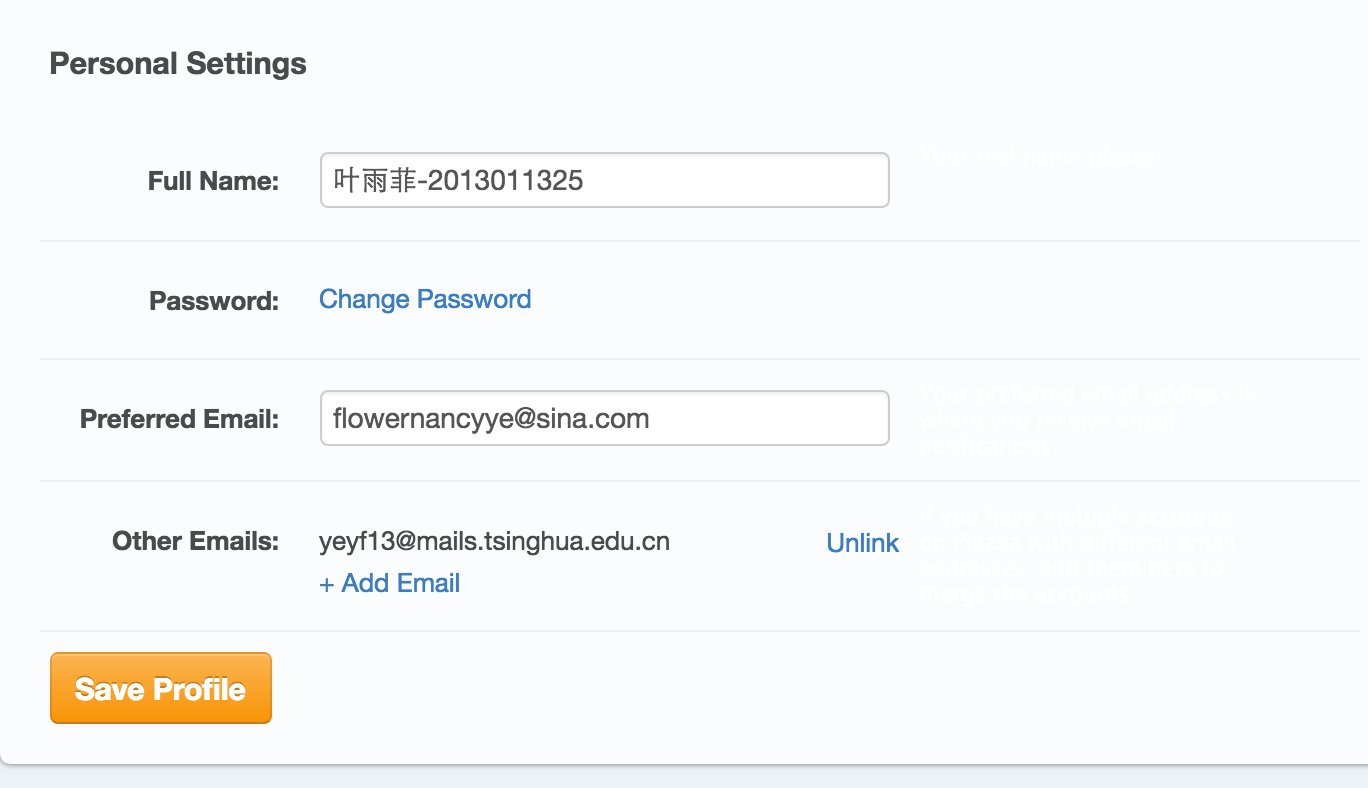 Personal Settings
Full Name:
叶雨菲-2013011325
Your real name please!
Password:
Change Password
Preferred Email:
flowernancyye@sina.com
Your preferred email address is
where you receive email
notifications.
Other Emails:
yeyf13@mails.tsinghua.edu.cn
Unlink
+ Add Email
If you have multiple accounts
on Piazza with different email
addresses, add them here to
merge the accounts.
Save Profile